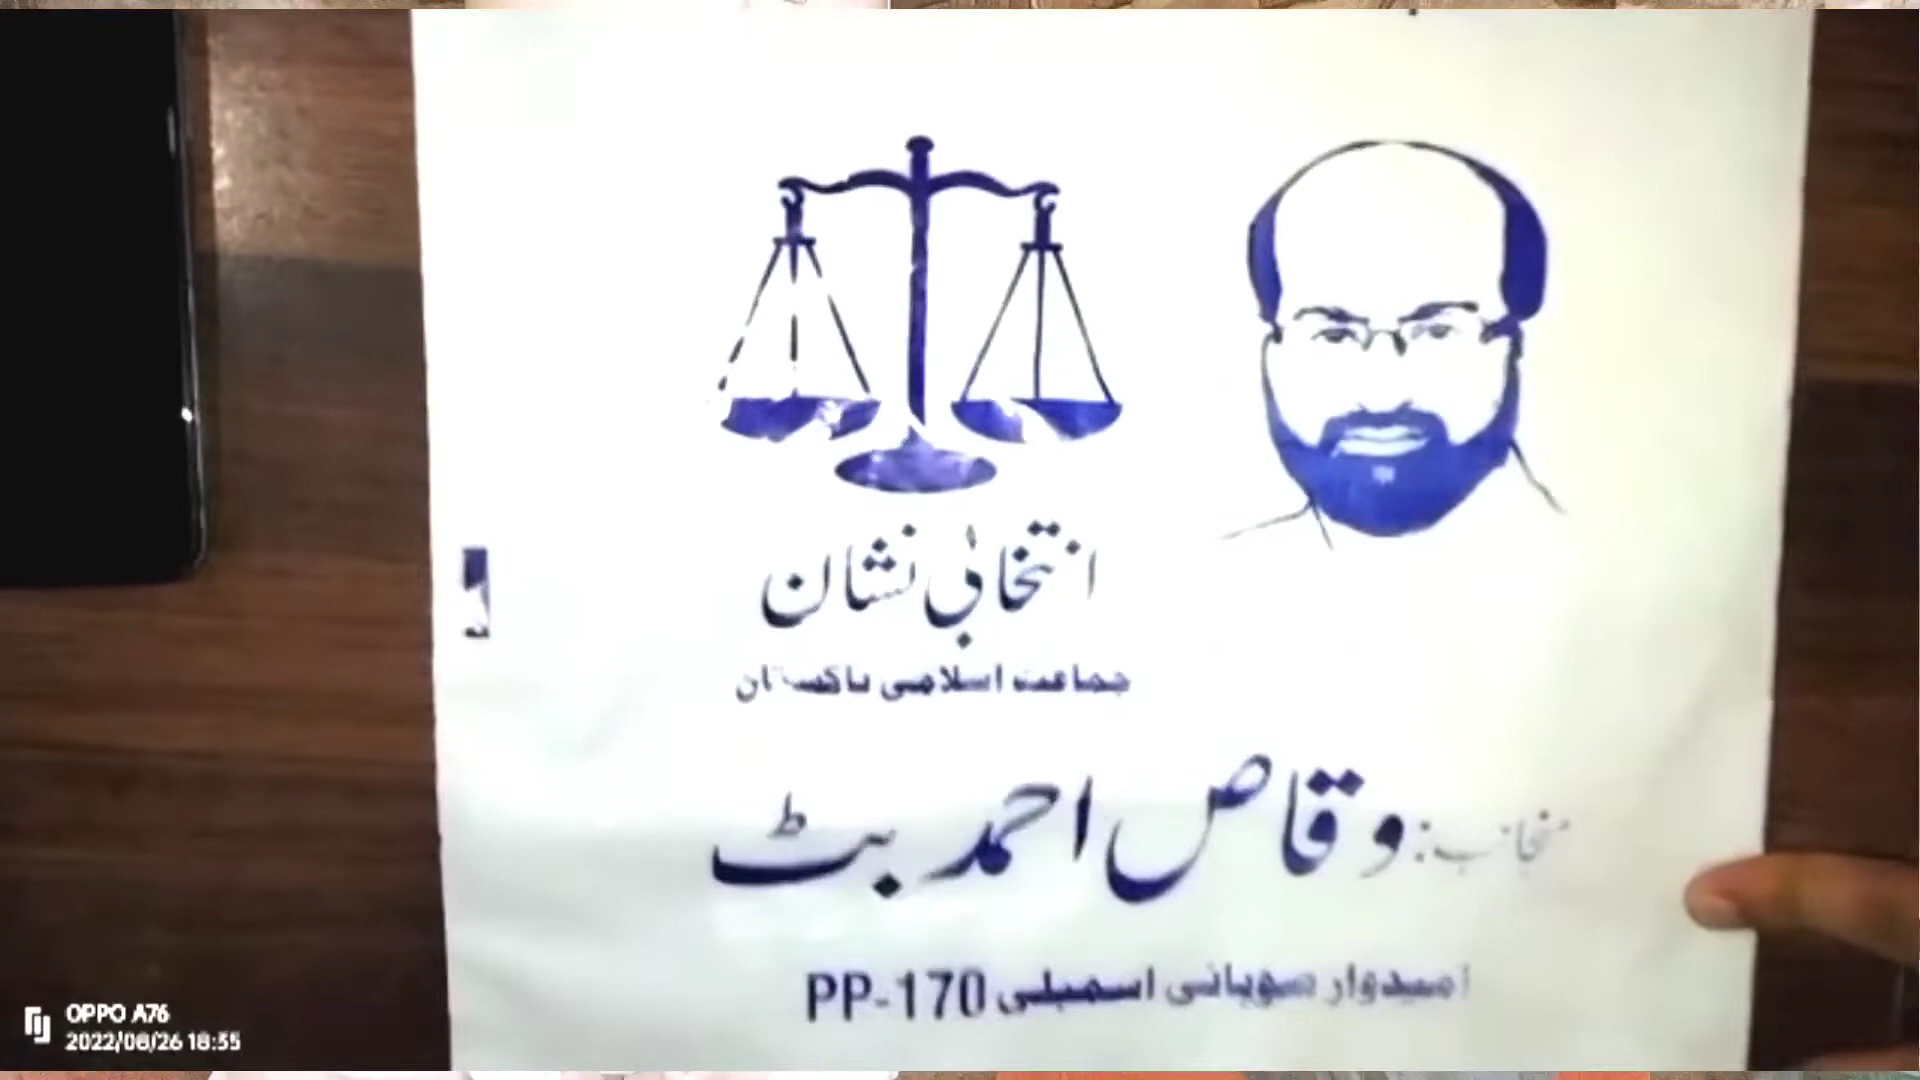 انتخابی نشان
جماعت اسلامی پاکستان
منجانب: وقاص احمد بٹ
امیدوار صوبائی اسمبلی PP-170
OPPO A76
2022/08/26 18:35